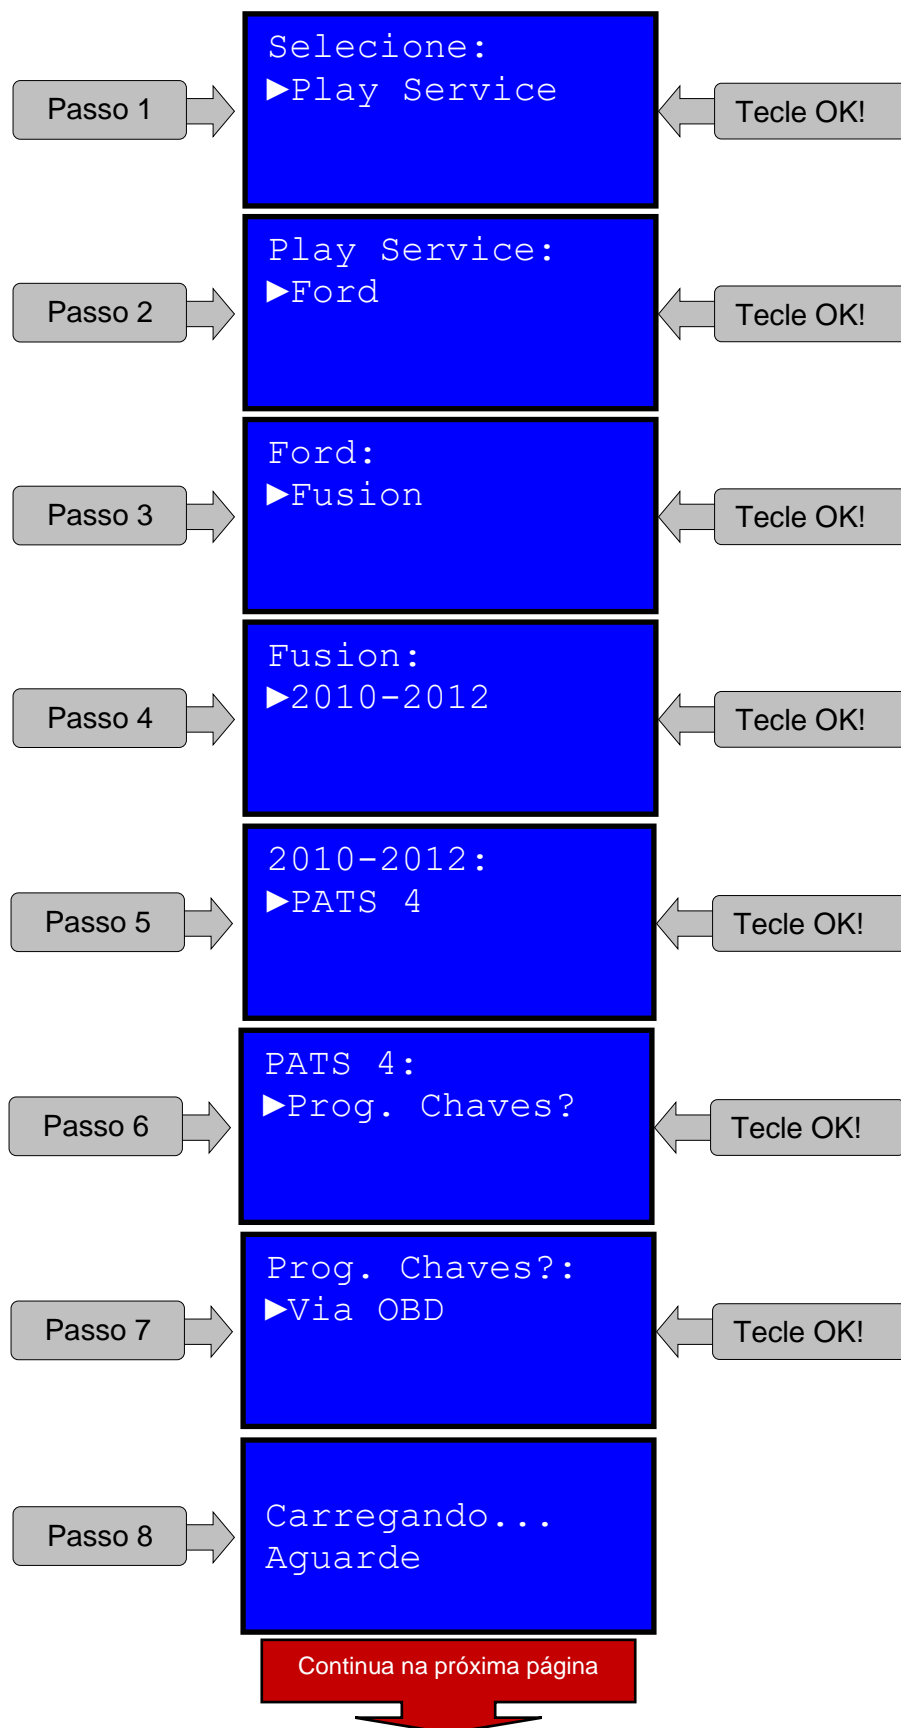 Passo 1
Selecione:
►Play Service
Tecle OK!
Passo 2
Play Service:
►Ford
Tecle OK!
Passo 3
Ford:
►Fusion
Tecle OK!
Passo 4
Fusion:
►2010-2012
Tecle OK!
Passo 5
2010-2012:
►PATS 4
Tecle OK!
Passo 6
PATS 4:
►Prog. Chaves?
Tecle OK!
Passo 7
Prog. Chaves?:
►Via OBD
Tecle OK!
Passo 8
Carregando...
Aguarde
Continua na próxima página